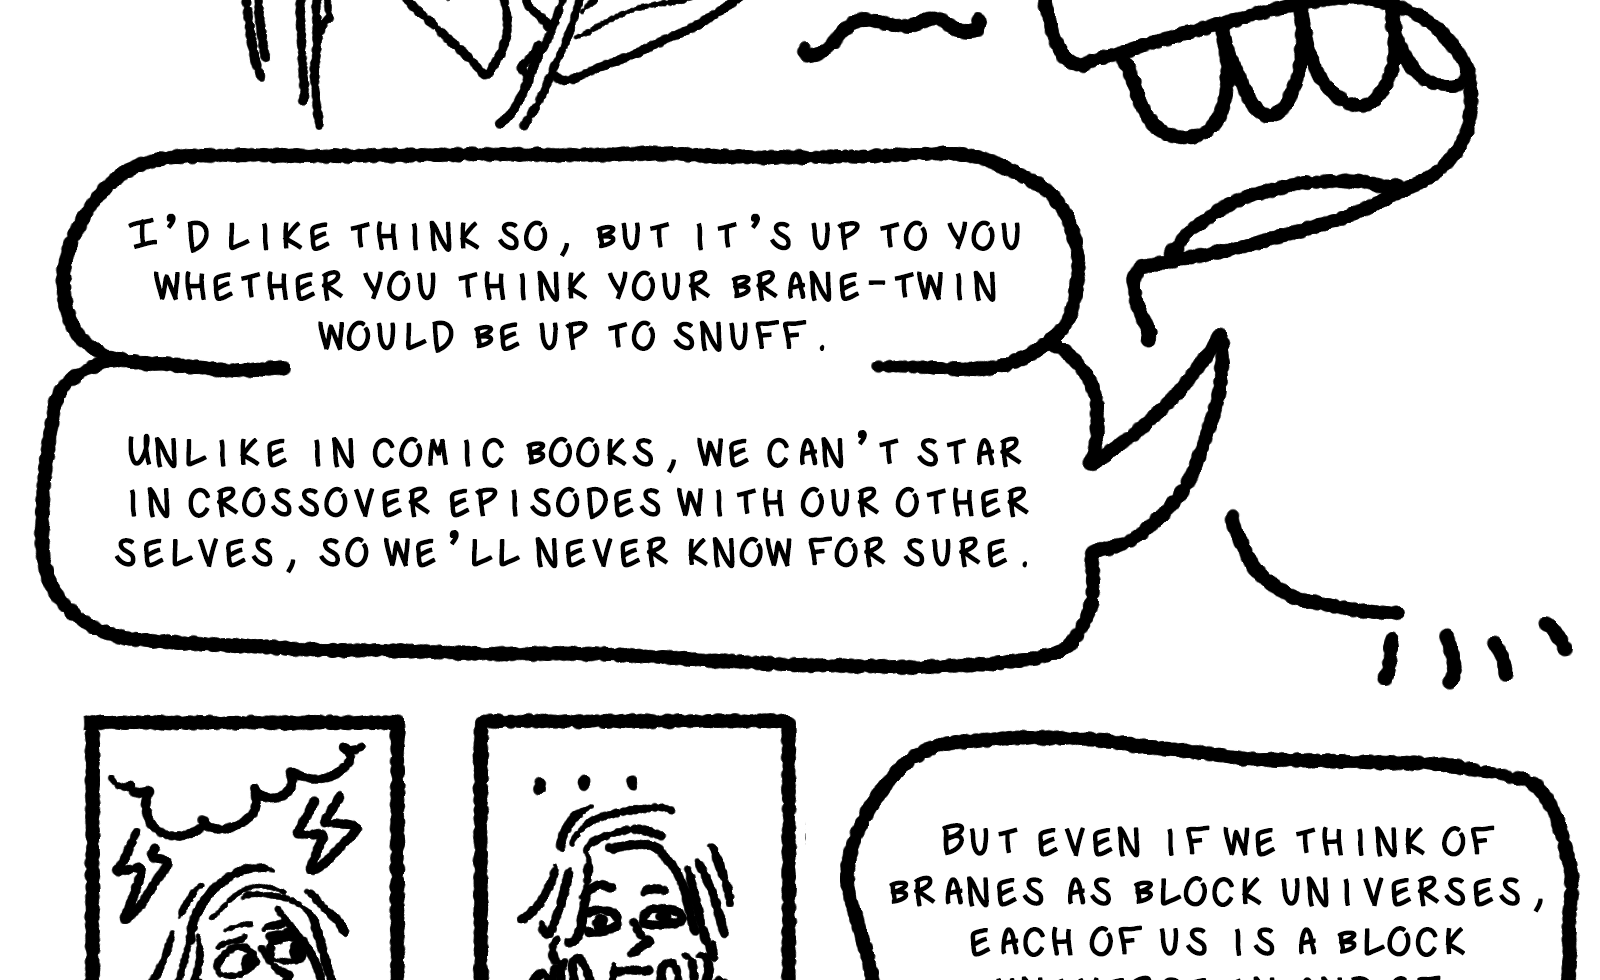 I'D LIKE THINK SO, BUT IT'S UP TO YOU
WHETHER YOU THINK YOUR BRANE-TWIN
WOULD BE UP TO SNUFF.
UNLIKE IN COMIC BOOKS, WE CAN'T STAR
IN CROSSOVER EPISODES WITH OUR OTHER
SELVES, SO WE'LL NEVER KNOW FOR SURE.
...
BUT EVEN IF WE THINK OF
BRANES AS BLOCK UNIVERSES,
EACH OF US IS A BLOCK